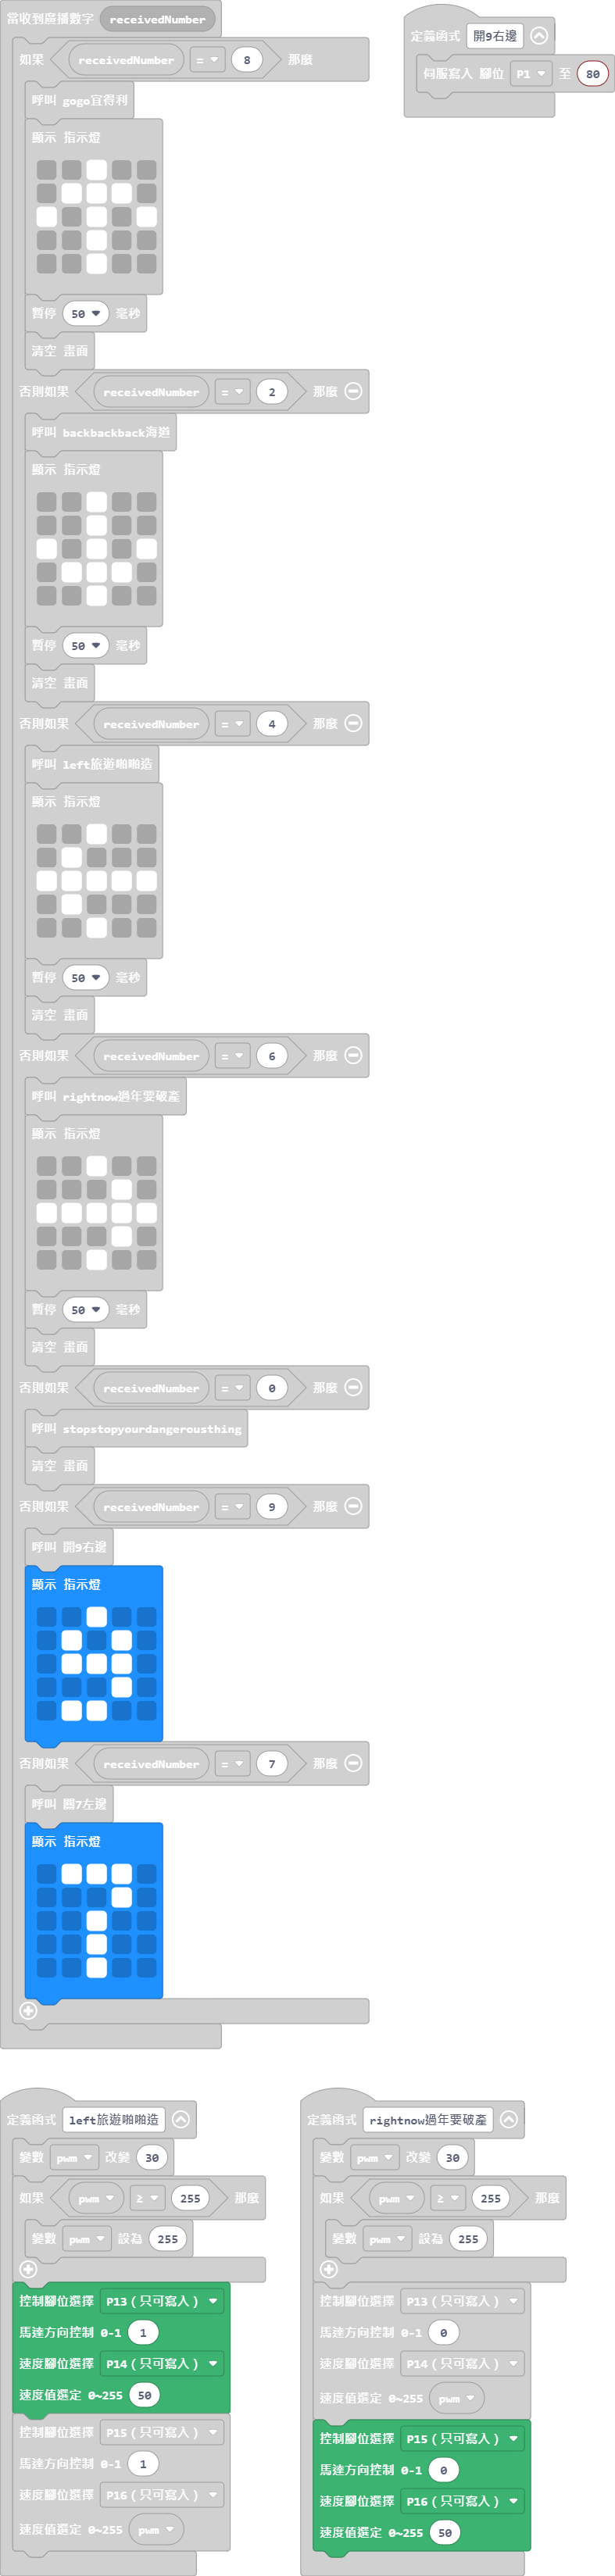 當收到廣播數字 receivedNumber
如果 receivedNumber = 8 那麼
呼叫 gogo宜得利
顯示 指示燈
暫停 50 毫秒
清空 畫面
否則如果 receivedNumber = 2 那麼
呼叫 backbackback海道
顯示 指示燈
暫停 50 毫秒
清空 畫面
否則如果 receivedNumber = 4 那麼
呼叫 left旅遊啪啪造
顯示 指示燈
暫停 50 毫秒
清空 畫面
否則如果 receivedNumber = 6 那麼
呼叫 rightnow過年要破產
顯示 指示燈
暫停 50 毫秒
清空 畫面
否則如果 receivedNumber = 0 那麼
呼叫 stopstopyourdangerousthing
清空 畫面
否則如果 receivedNumber = 9 那麼
呼叫 開9右邊
顯示 指示燈
否則如果 receivedNumber = 7 那麼
呼叫 關7左邊
顯示 指示燈
定義函式 開9右邊
伺服寫入 腳位 P1 至 80
定義函式 left旅遊啪啪造
變數 pwm 改變 30
如果 pwm ≥ 255 那麼
變數 pwm 設為 255
控制腳位選擇 P13（只可寫入）
馬達方向控制 0-1 1
速度腳位選擇 P14（只可寫入）
速度值選定 0~255 50
控制腳位選擇 P15（只可寫入）
馬達方向控制 0-1 1
速度腳位選擇 P16（只可寫入）
速度值選定 0~255 pwm
定義函式 rightnow過年要破產
變數 pwm 改變 30
如果 pwm ≥ 255 那麼
變數 pwm 設為 255
控制腳位選擇 P13（只可寫入）
馬達方向控制 0-1 0
速度腳位選擇 P14（只可寫入）
速度值選定 0~255 pwm
控制腳位選擇 P15（只可寫入）
馬達方向控制 0-1 0
速度腳位選擇 P16（只可寫入）
速度值選定 0~255 50